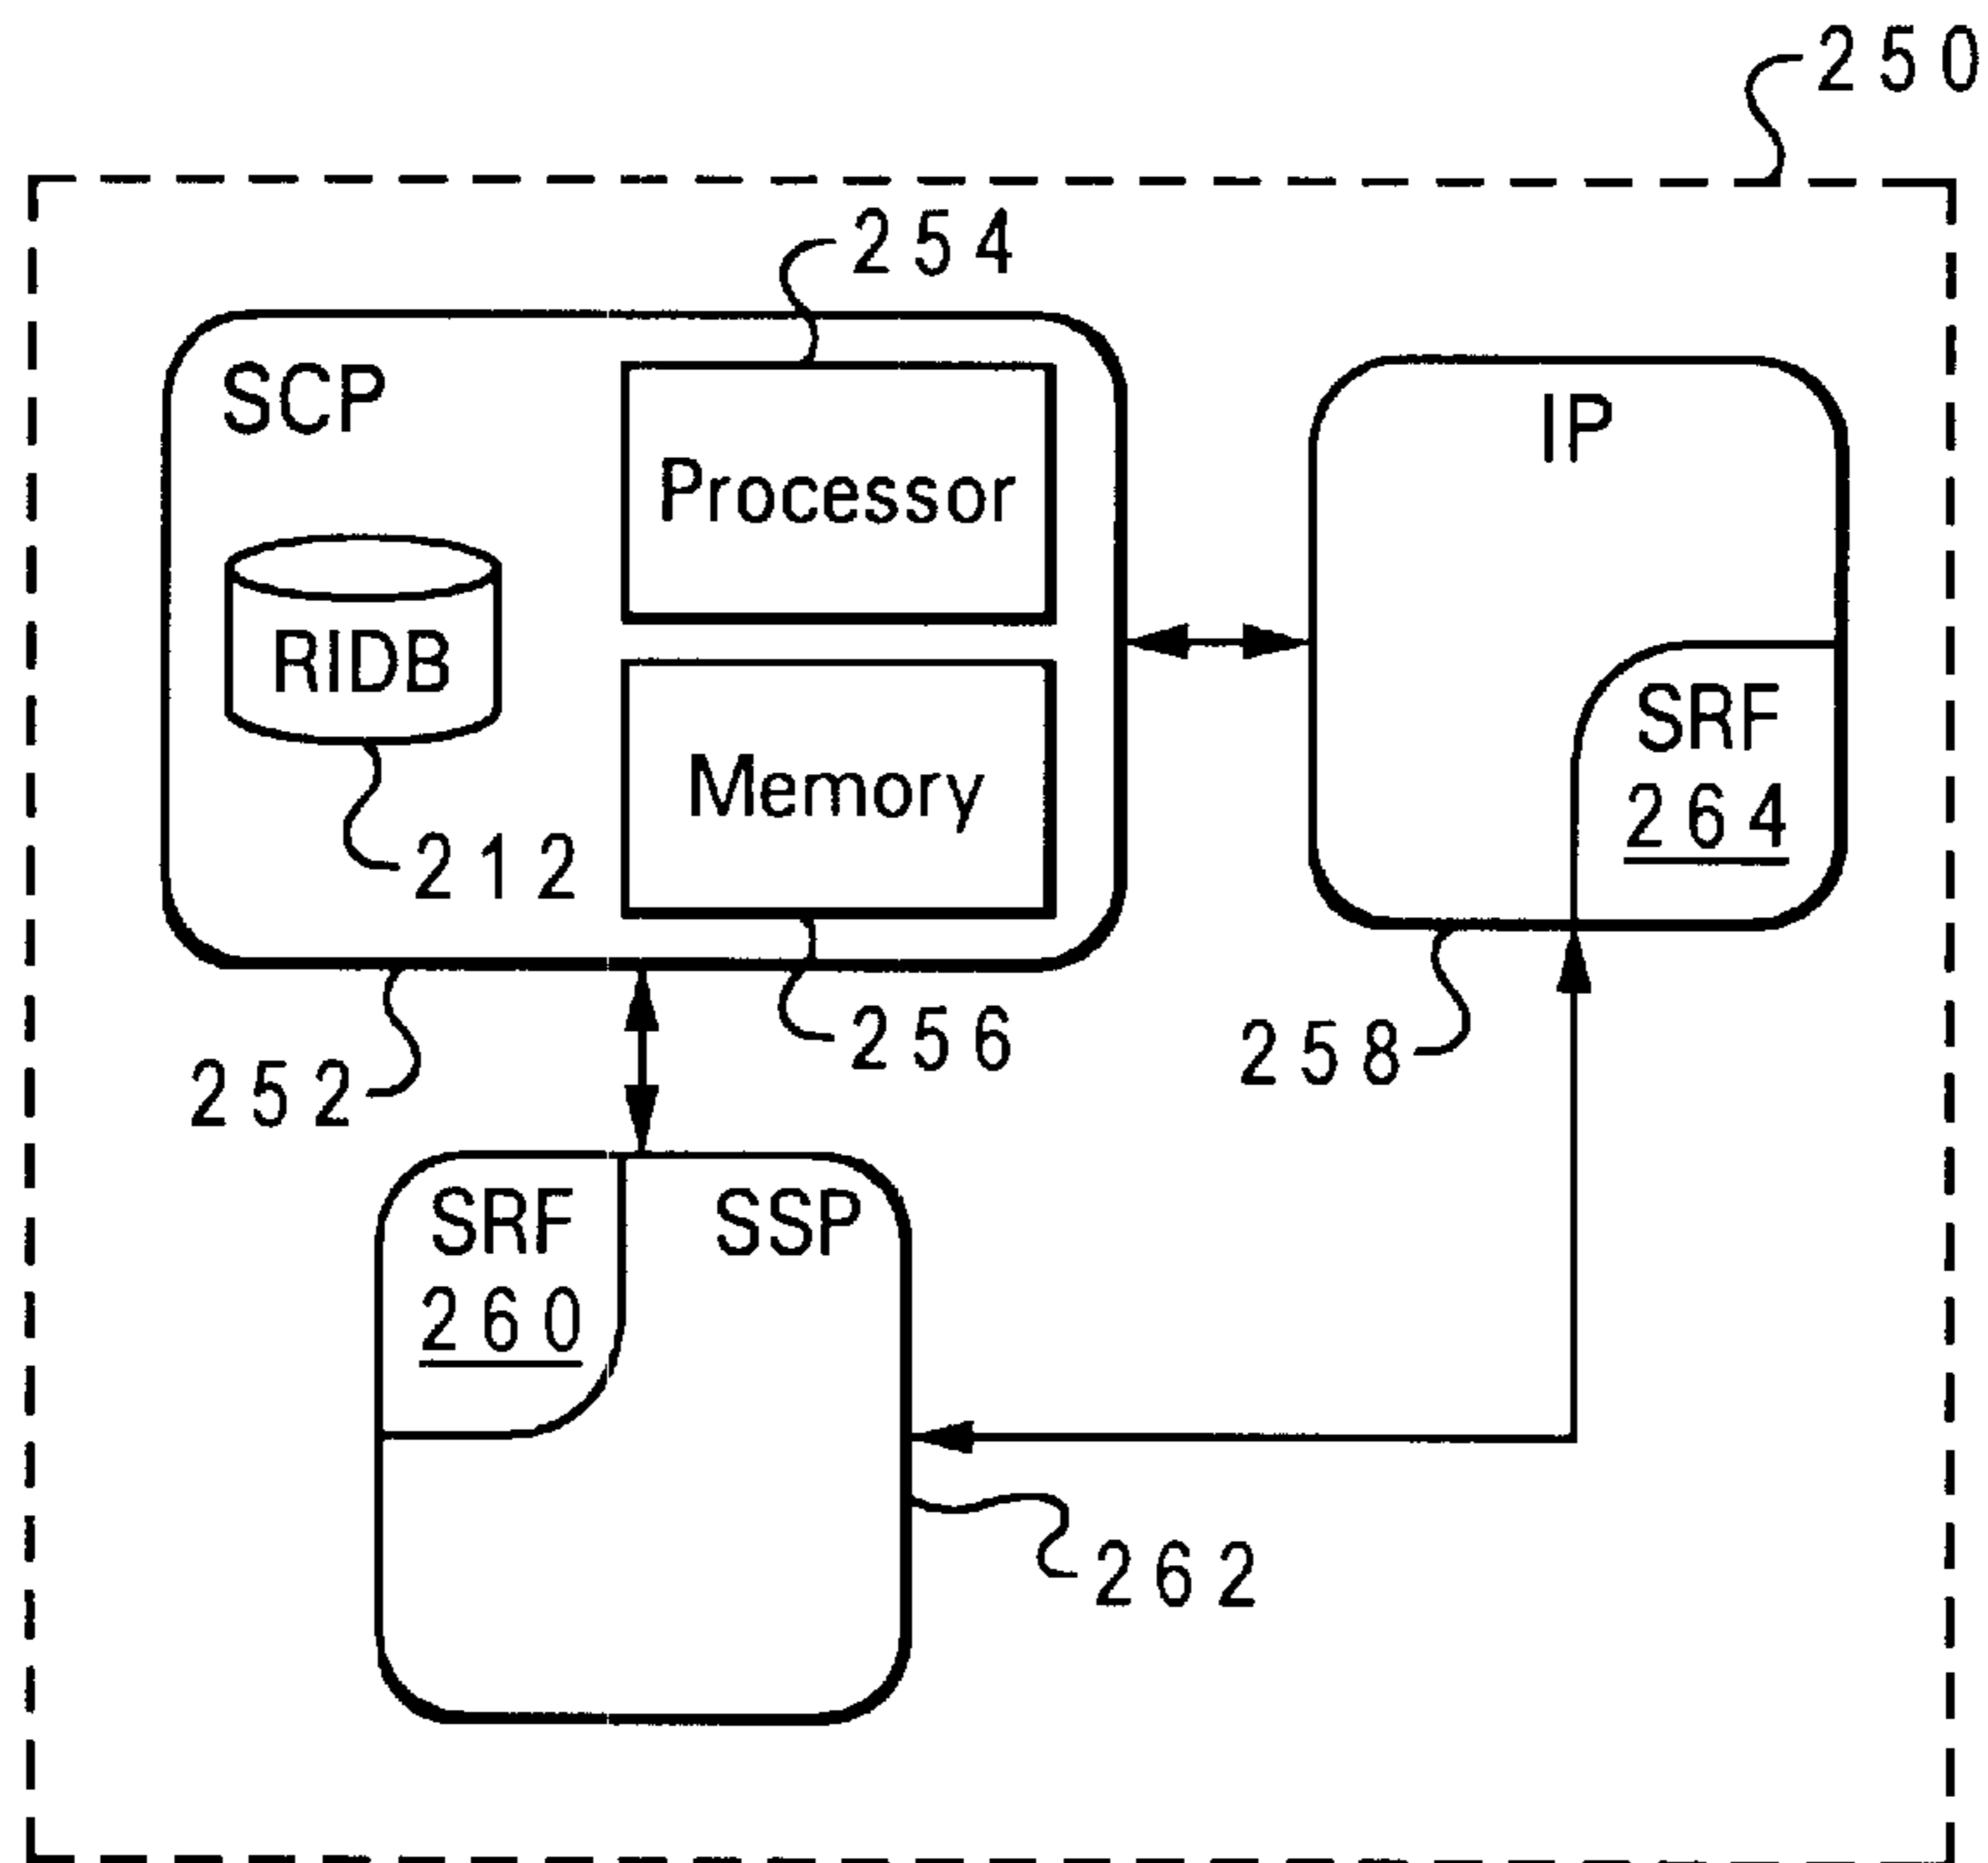 250
254
SCP
IP
Processor
RIDB
SRF
264
Memory
212
256
258
252
SRF
SSP
260
262